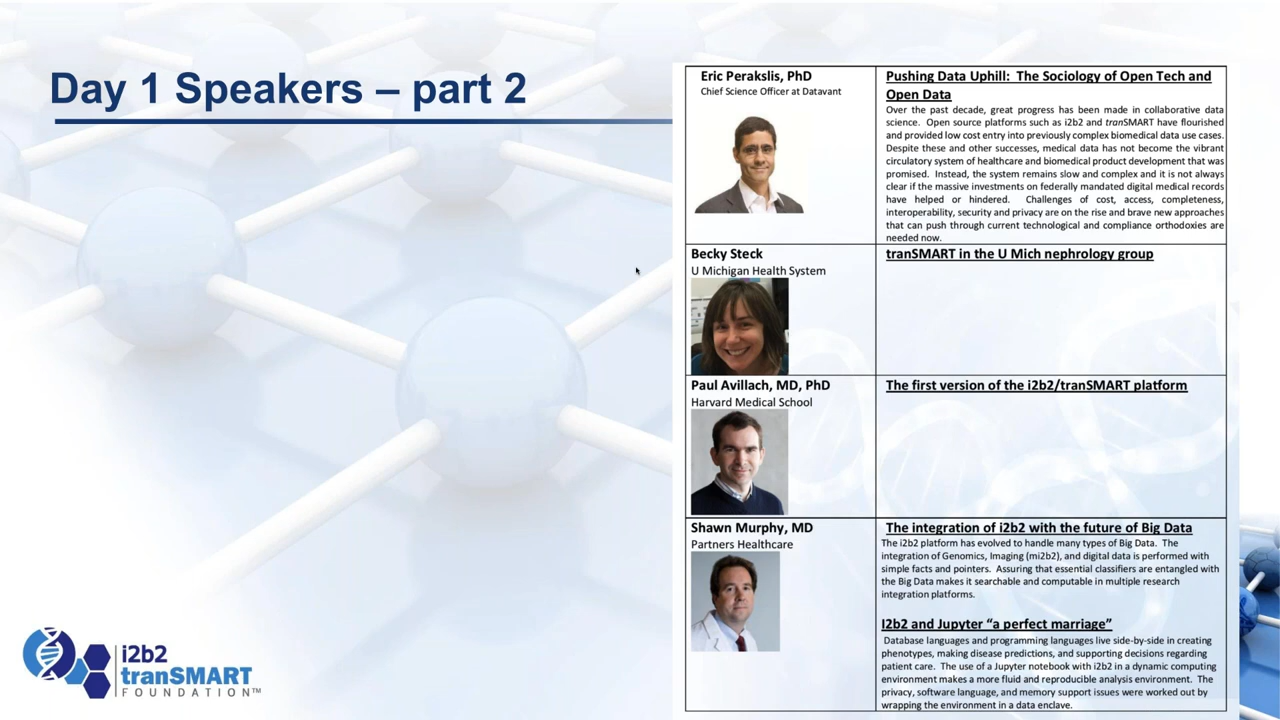 Day 1 Speakers – part 2
Eric Perakslis, PhD
Chief Science Officer at Datavant
Pushing Data Uphill: The Sociology of Open Tech and
Open Data
Over the past decade, great progress has been made in collaborative data
science. Open source platforms such as i2b2 and tranSMART have flourished
and provided low cost entry into previously complex biomedical data use cases.
Despite these and other successes, medical data has not become the vibrant
circulatory system of healthcare and biomedical product development that was
promised. Instead, the system remains slow and complex and it is not always
clear if the massive investments on federally mandated digital medical records
have helped or hindered. Challenges of cost, access, completeness,
interoperability, security and privacy are on the rise and brave new approaches
that can push through current technological and compliance orthodoxies are
needed now.
Becky Steck
U Michigan Health System
tranSMART in the U Mich nephrology group
Paul Avillach, MD, PhD
Harvard Medical School
The first version of the i2b2/tranSMART platform
Shawn Murphy, MD
Partners Healthcare
The integration of i2b2 with the future of Big Data
The i2b2 platform has evolved to handle many types of Big Data. The
integration of Genomics, Imaging (mi2b2), and digital data is performed with
simple facts and pointers. Assuring that essential classifiers are entangled with
the Big Data makes it searchable and computable in multiple research
integration platforms.
I2b2 and Jupyter “a perfect marriage”
Database languages and programming languages live side-by-side in creating
phenotypes, making disease predictions, and supporting decisions regarding
patient care. The use of a Jupyter notebook with i2b2 in a dynamic computing
environment makes a more fluid and reproducible analysis environment. The
privacy, software language, and memory support issues were worked out by
wrapping the environment in a data enclave.
i2b2
tranSMART
FOUNDATION™